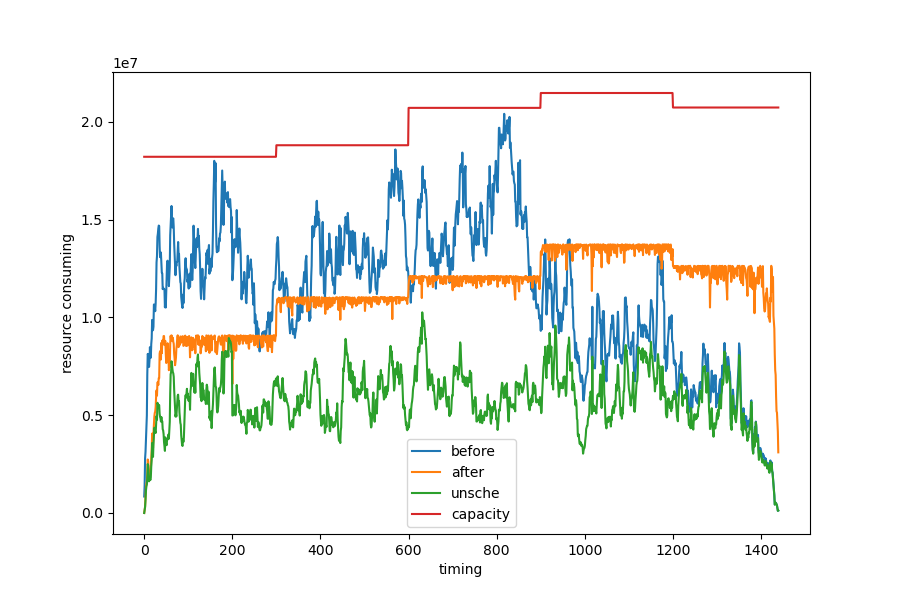 1e7
2.0
1.5
1.0
0.5
0.0
resource consuming
before
after
unsche
capacity
0 200 400 600 800 1000 1200 1400
timing